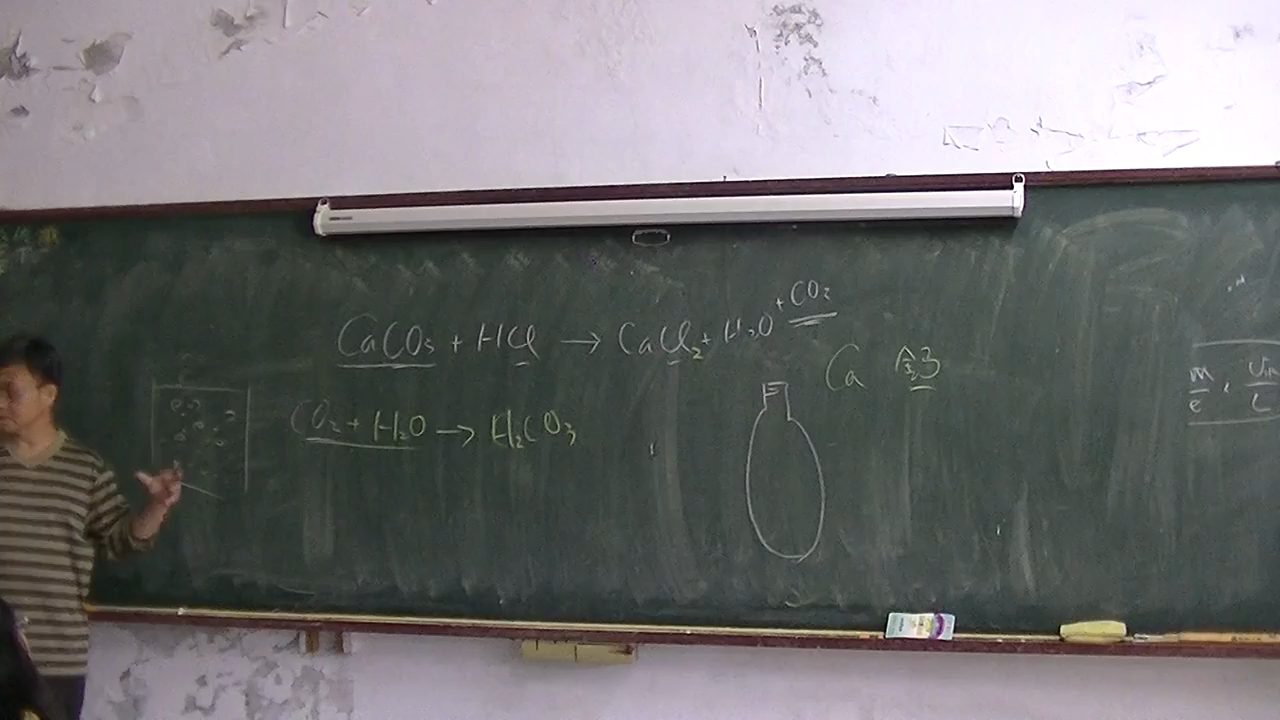 CaCO₃ + HCl → CaCl₂ + H₂O + CO₂
Ca
CO₂ + H₂O → H₂CO₃
m/e